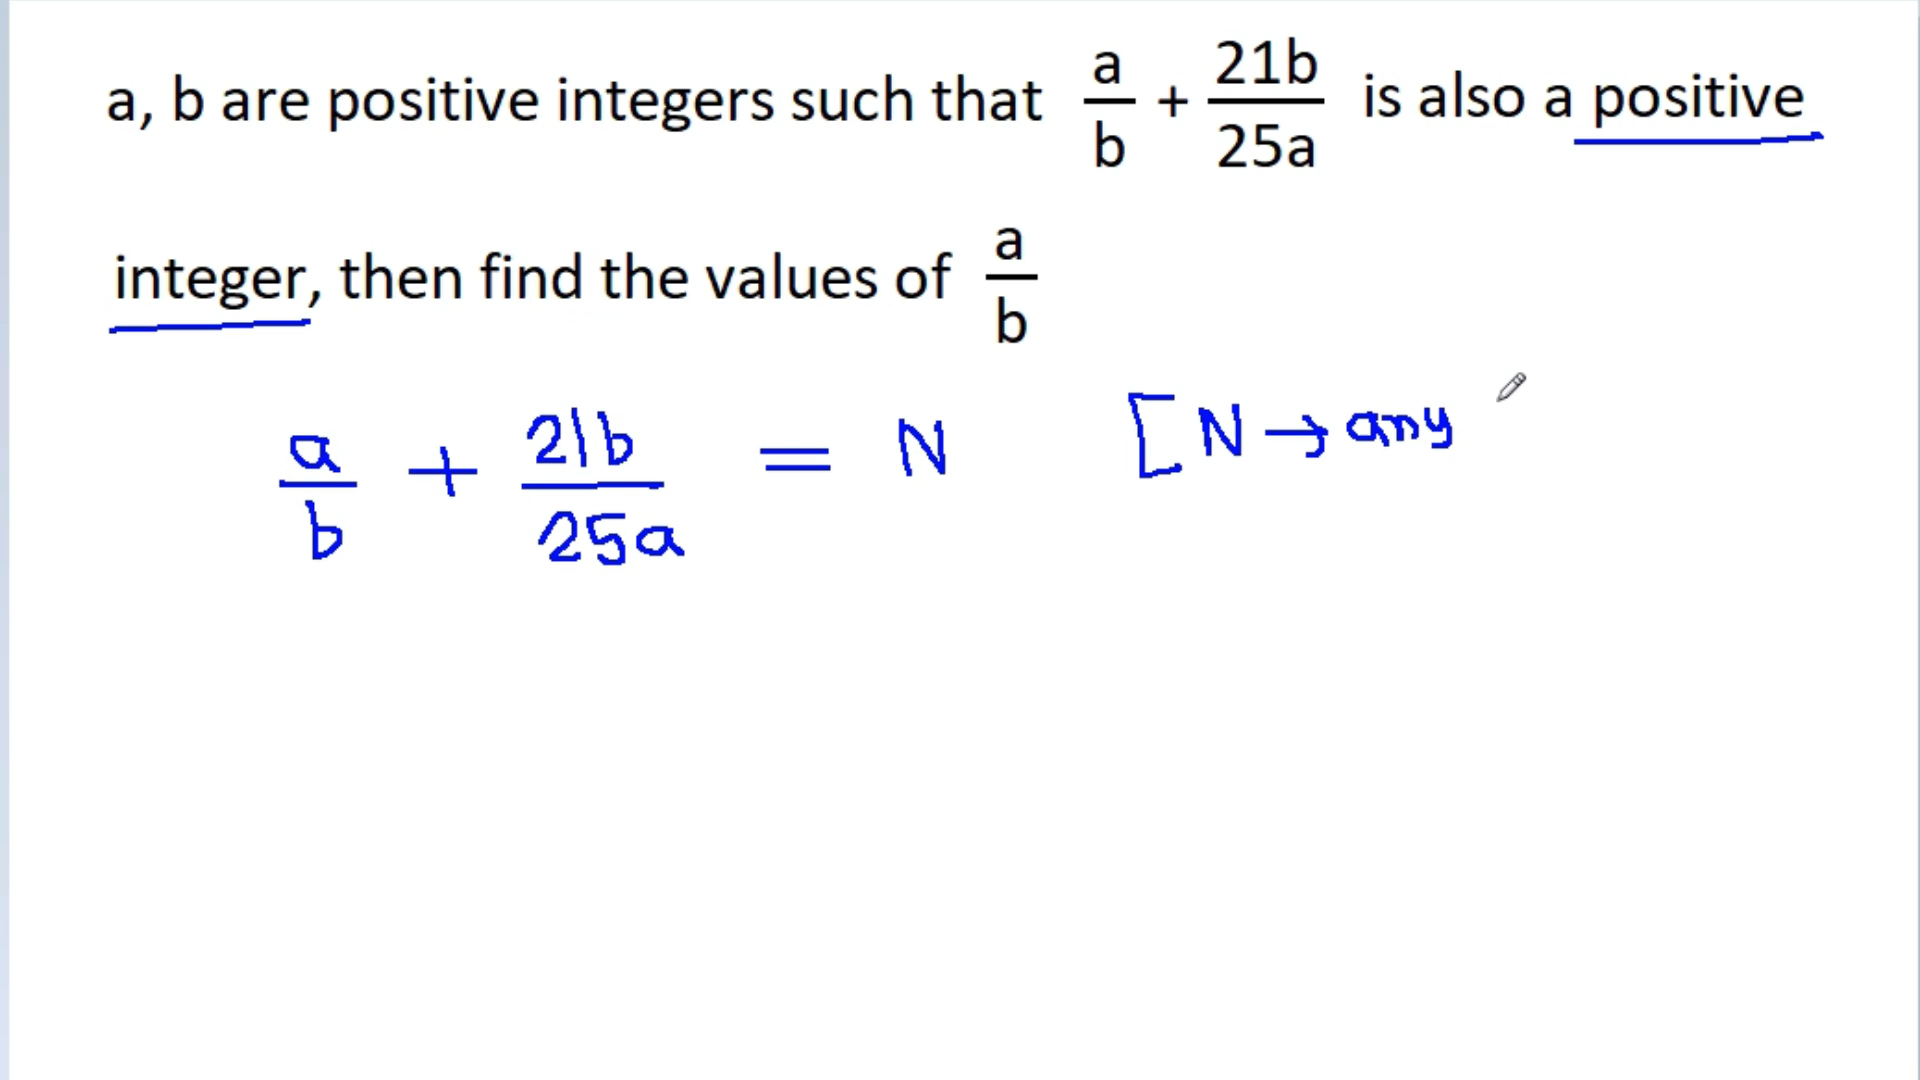 a, b are positive integers such that a/b + 21b/25a is also a positive
integer, then find the values of a/b
a/b + 21b/25a = N [N → any